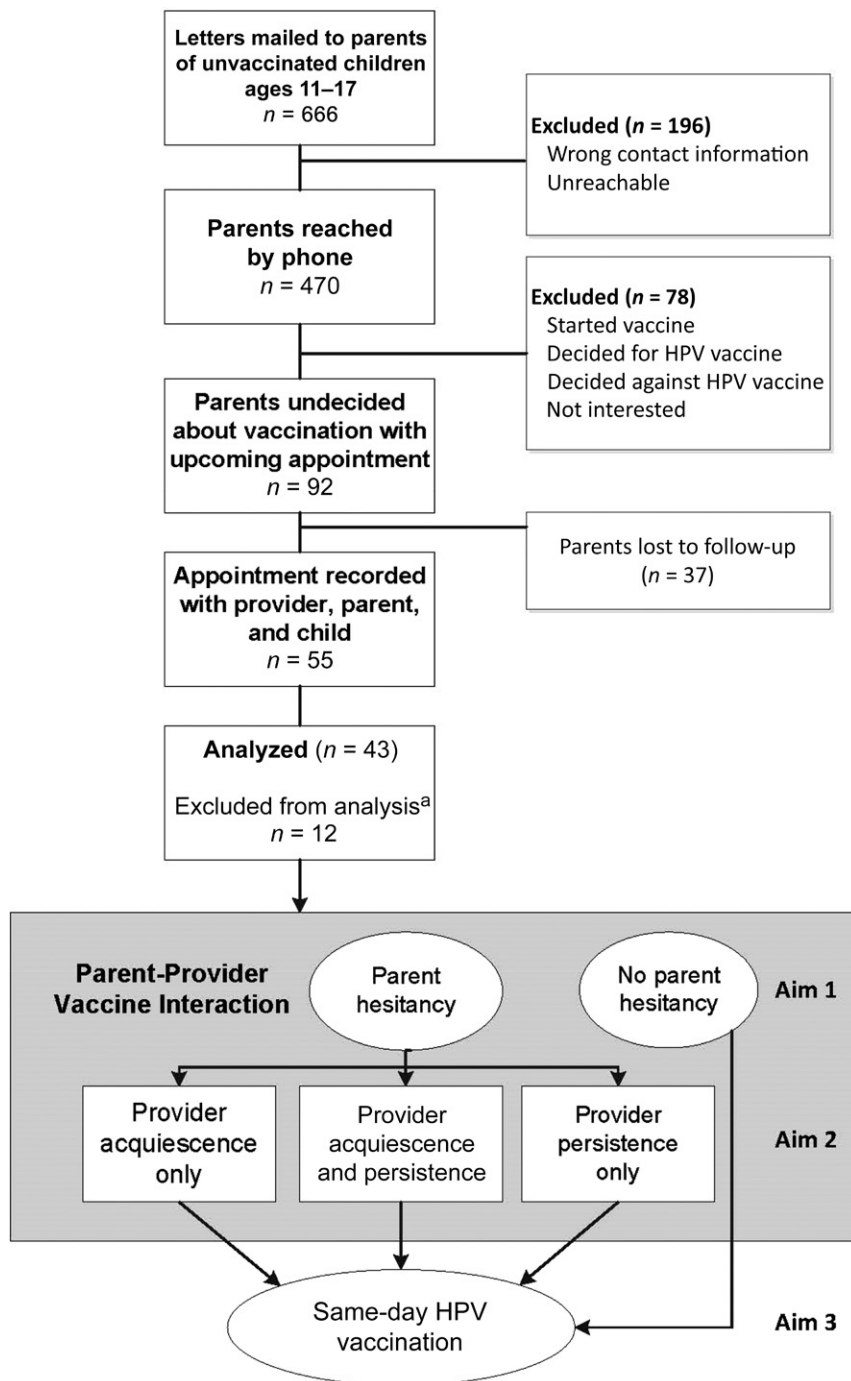 Letters mailed to parents
of unvaccinated children
ages 11–17
n = 666
Excluded (n = 196)
Wrong contact information
Unreachable
Parents reached
by phone
n = 470
Excluded (n = 78)
Started vaccine
Decided for HPV vaccine
Decided against HPV vaccine
Not interested
Parents undecided
about vaccination with
upcoming appointment
n = 92
Parents lost to follow-up
(n = 37)
Appointment recorded
with provider, parent,
and child
n = 55
Analyzed (n = 43)
Excluded from analysisa
n = 12
Parent-Provider
Vaccine Interaction
Parent
hesitancy
No parent
hesitancy
Aim 1
Provider
acquiescence
only
Provider
acquiescence
and persistence
Provider
persistence
only
Aim 2
Same-day HPV
vaccination
Aim 3